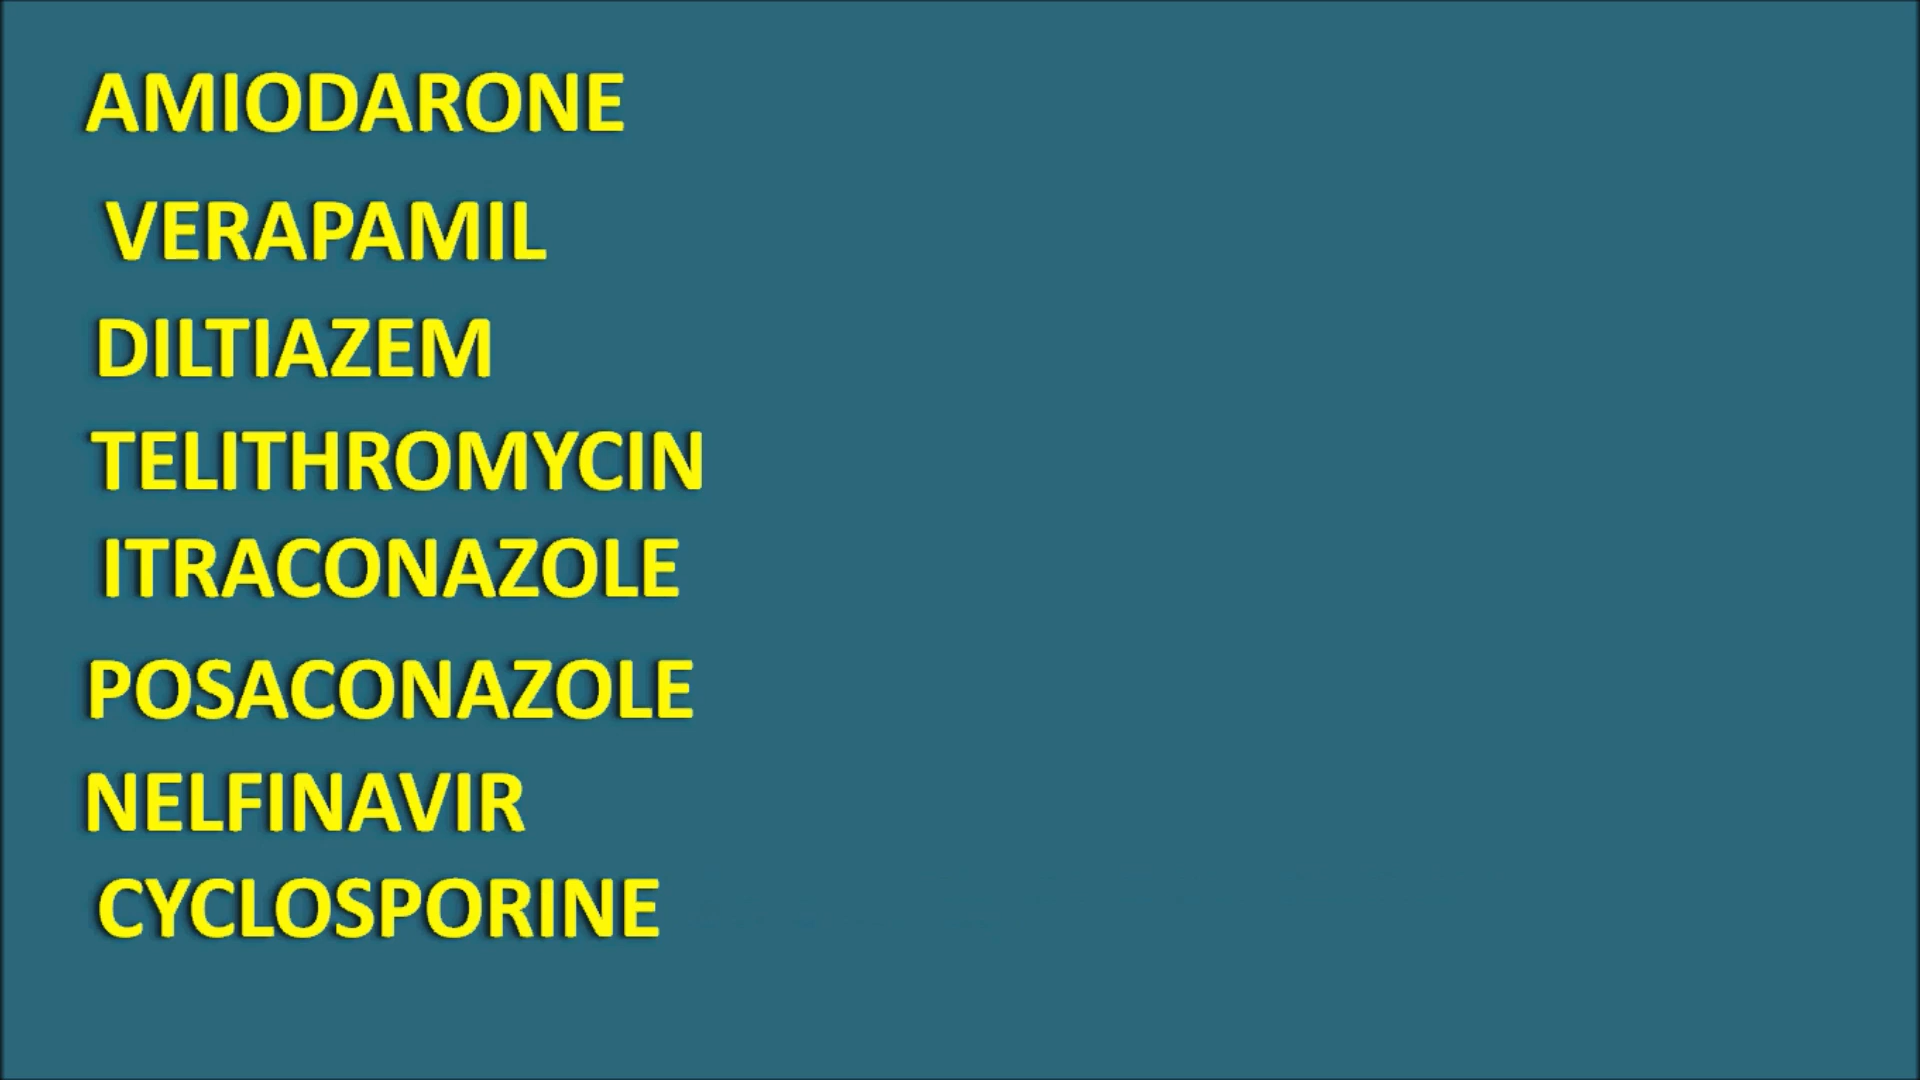 AMIODARONE
VERAPAMIL
DILTIAZEM
TELITHROMYCIN
ITRACONAZOLE
POSACONAZOLE
NELFINAVIR
CYCLOSPORINE